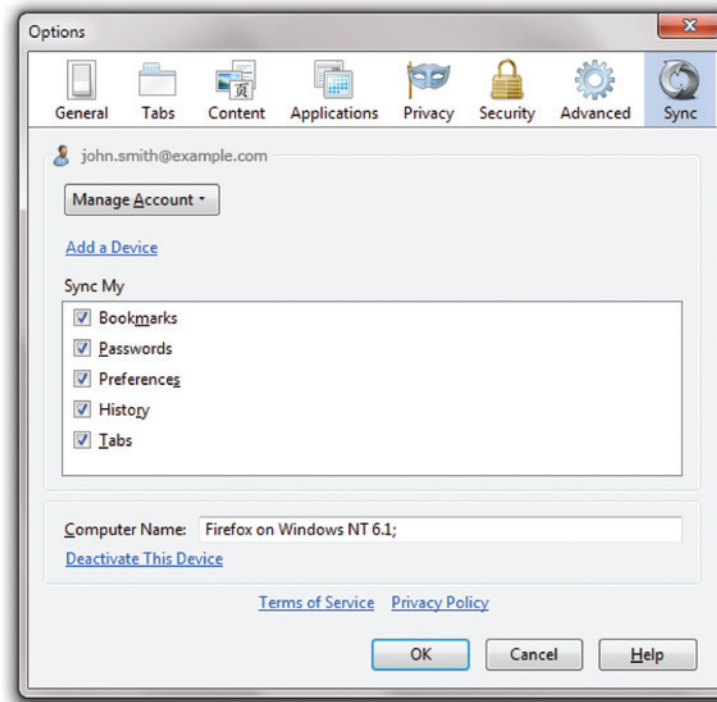 Options
General Tabs Content Applications Privacy Security Advanced Sync
页
john.smith@example.com
Manage Account
Add a Device
Sync My
Bookmarks
Passwords
Preferences
History
Tabs
Computer Name: Firefox on Windows NT 6.1;
Deactivate This Device
Terms of Service Privacy Policy
OK Cancel Help